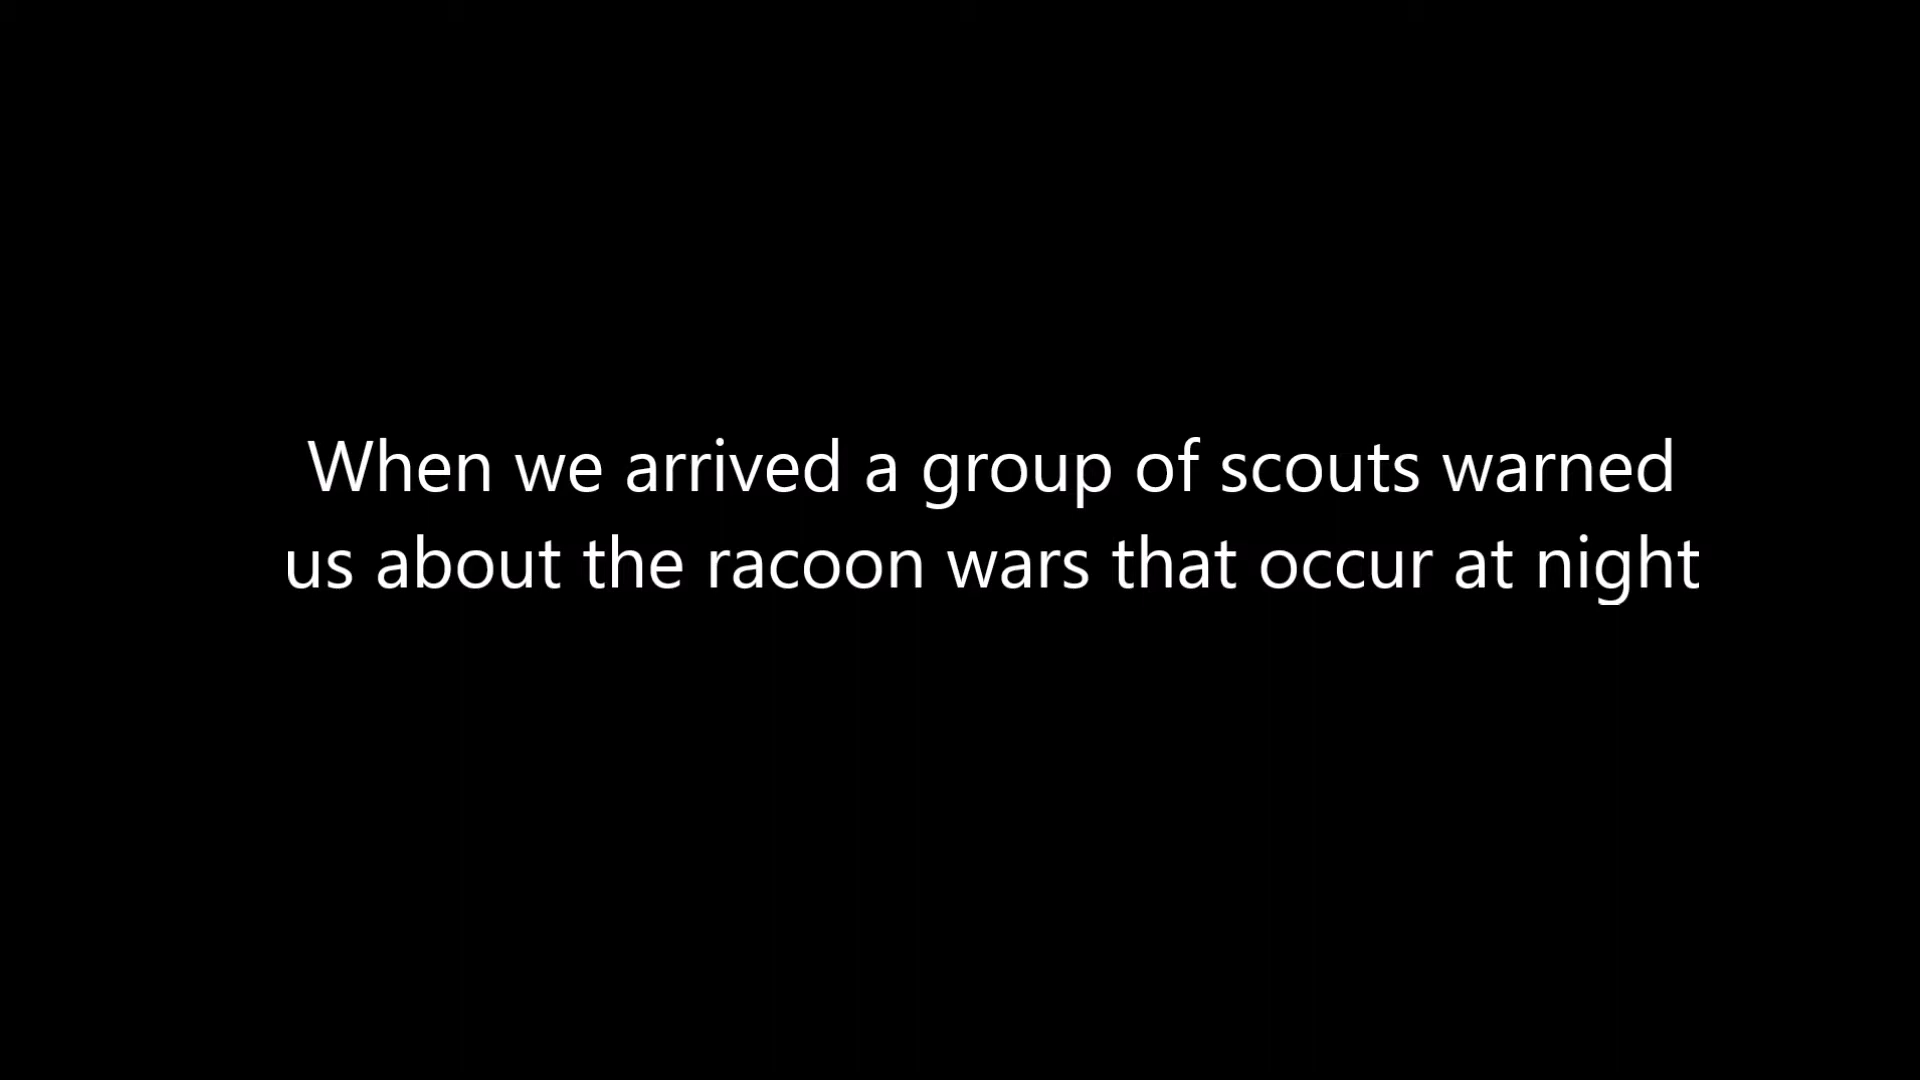 When we arrived a group of scouts warned
us about the racoon wars that occur at night